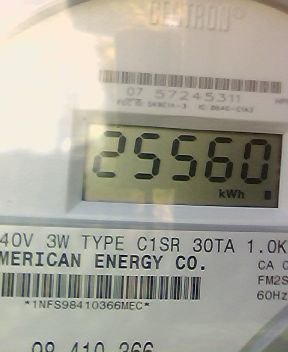 CENTRON®
07 57245311
25560
kWh
40V 3W TYPE C1SR 30TA 1.0K
MERICAN ENERGY CO.
CA 0
FM2S
60Hz
*1NFS98410366MEC*
98 410 366